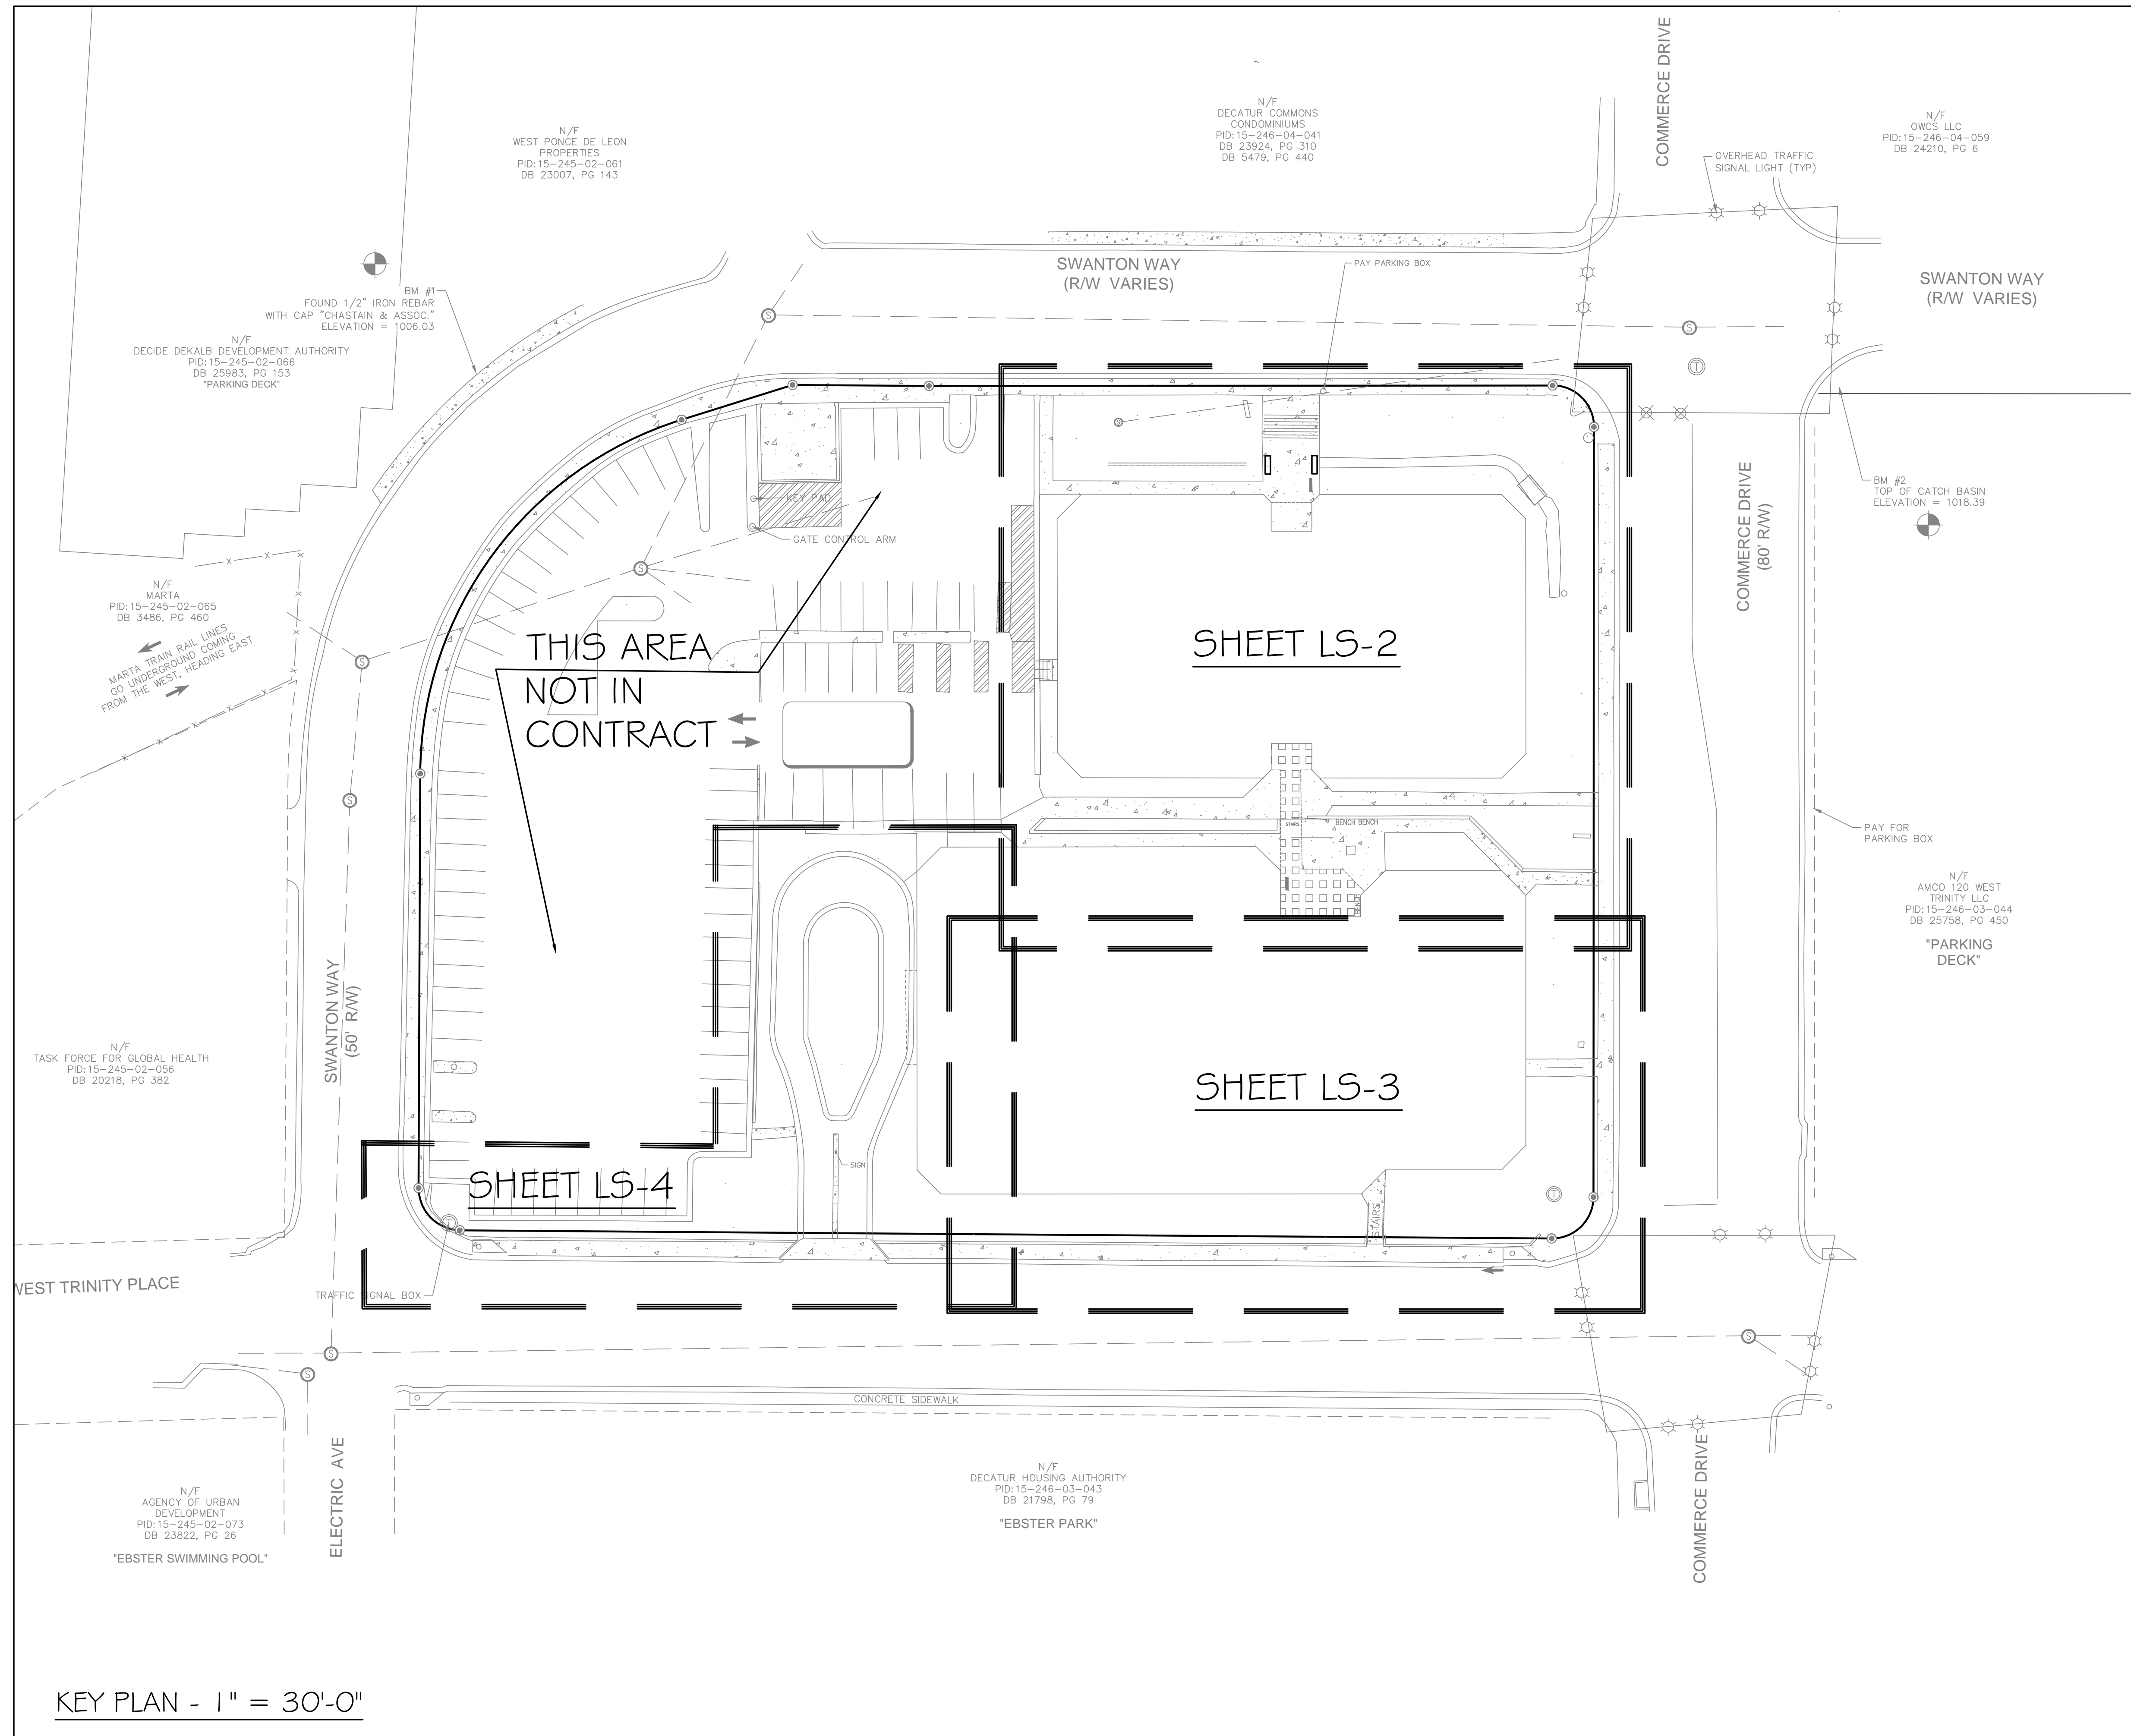 COMMERCE DRIVE
N/F
DECATUR COMMONS
CONDOMINIUMS
PID:15-246-04-041
DB 23924, PG 310
DB 5479, PG 440
N/F
OWCS LLC
PID:15-246-04-059
DB 24210, PG 6
N/F
WEST PONCE DE LEON
PROPERTIES
PID:15-245-02-061
DB 23007, PG 143
OVERHEAD TRAFFIC
SIGNAL LIGHT (TYP)
SWANTON WAY
(R/W VARIES)
PAY PARKING BOX
SWANTON WAY
(R/W VARIES)
BM #1
FOUND 1/2" IRON REBAR
WITH CAP "CHASTAIN & ASSOC."
ELEVATION = 1006.03
N/F
DECIDE DEKALB DEVELOPMENT AUTHORITY
PID:15-245-02-066
DB 25983, PG 153
"PARKING DECK"
S
S
T
S
KEY PAD
GATE CONTROL ARM
S
COMMERCE DRIVE
(80' R/W)
BM #2
TOP OF CATCH BASIN
ELEVATION = 1018.39
N/F
MARTA
PID:15-245-02-065
DB 3486, PG 460
MARTA TRAIN RAIL LINES
GO UNDERGROUND COMING
FROM THE WEST, HEADING EAST
S
S
THIS AREA
NOT IN
CONTRACT
SHEET LS-2
STAIRS
BENCH BENCH
BENCH
PAY FOR
PARKING BOX
N/F
AMCO 120 WEST
TRINITY LLC
PID:15-246-03-044
DB 25758, PG 450
"PARKING
DECK"
SWANTON WAY
(50' R/W)
N/F
TASK FORCE FOR GLOBAL HEALTH
PID:15-245-02-056
DB 20218, PG 382
SHEET LS-3
SIGN
SHEET LS-4
STAIRS
T
T
WEST TRINITY PLACE
TRAFFIC SIGNAL BOX
S
S
S
CONCRETE SIDEWALK
ELECTRIC AVE
N/F
DECATUR HOUSING AUTHORITY
PID:15-246-03-043
DB 21798, PG 79
"EBSTER PARK"
COMMERCE DRIVE
N/F
AGENCY OF URBAN
DEVELOPMENT
PID:15-245-02-073
DB 23822, PG 26
"EBSTER SWIMMING POOL"
KEY PLAN - 1" = 30'-0"